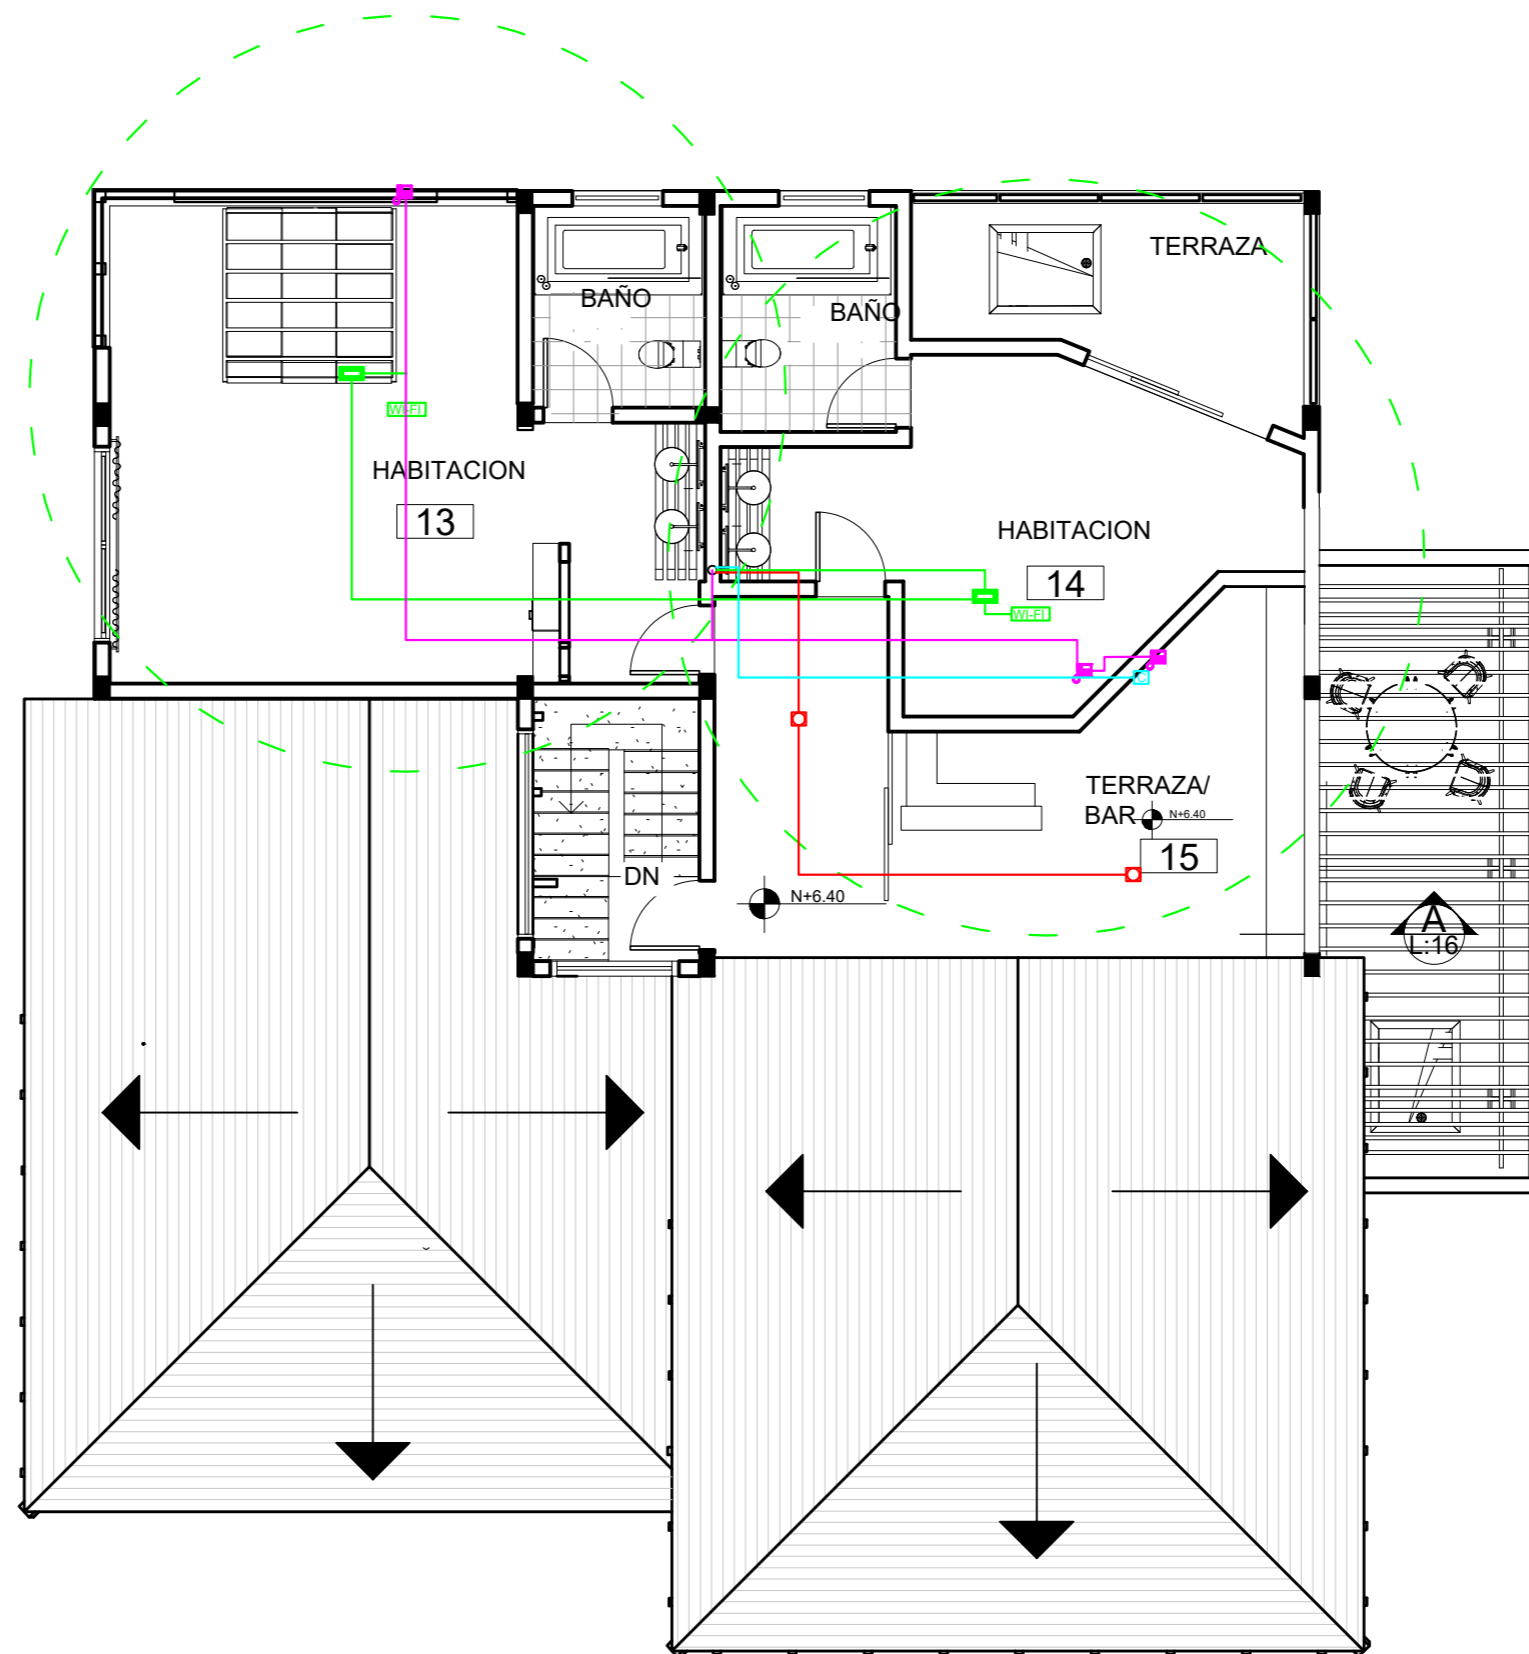 TERRAZA
BAÑO
BAÑO
WI-FI
HABITACION
13
HABITACION
14
WI-FI
C
TERRAZA/
BAR
N+6.40
15
DN
N+6.40
A
L:16